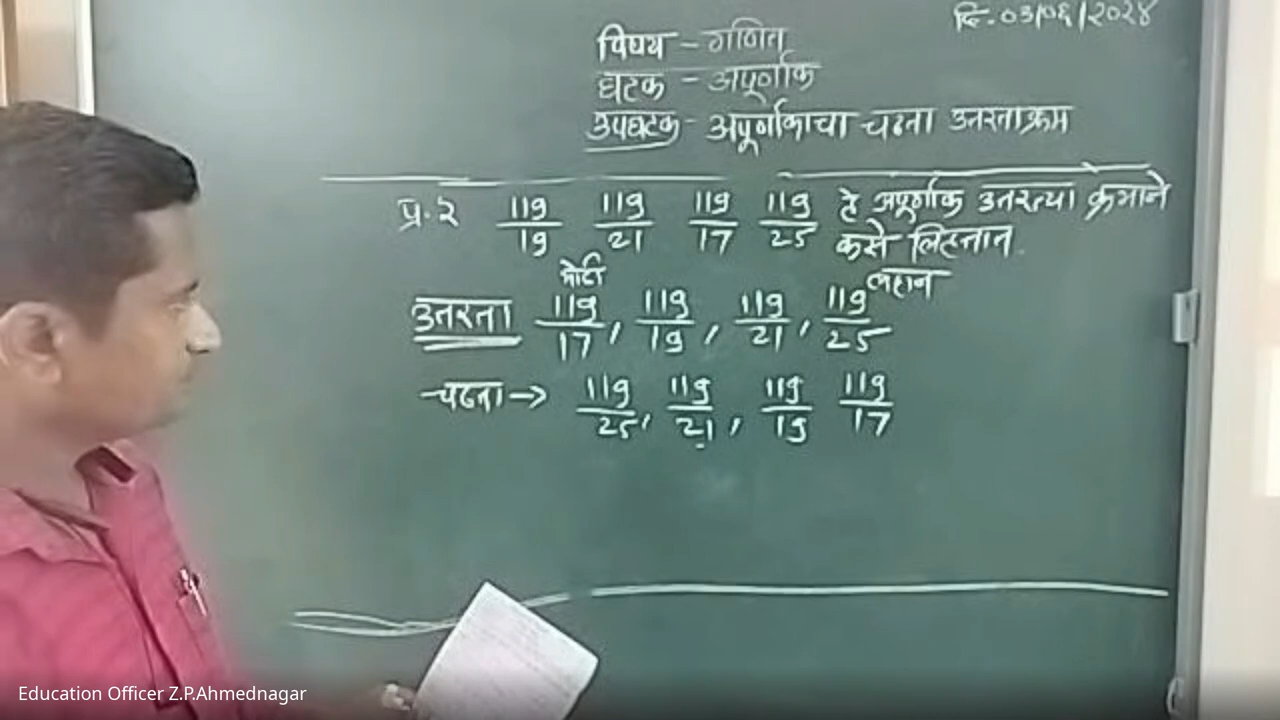 दि. ०३/०६/२०२४
विषय - गणित
घटक - अपूर्णांक
उपघटक - अपूर्णांकाचा चढता उतरताक्रम
प्र. २ 119/19 119/21 119/17 119/25 हे अपूर्णांक उतरत्या क्रमाने
कसे लिहतात.
मोठी लहान
उतरता 119/17, 119/19, 119/21, 119/25
चढता → 119/25, 119/21, 119/19 119/17
Education Officer Z.P.Ahmednagar